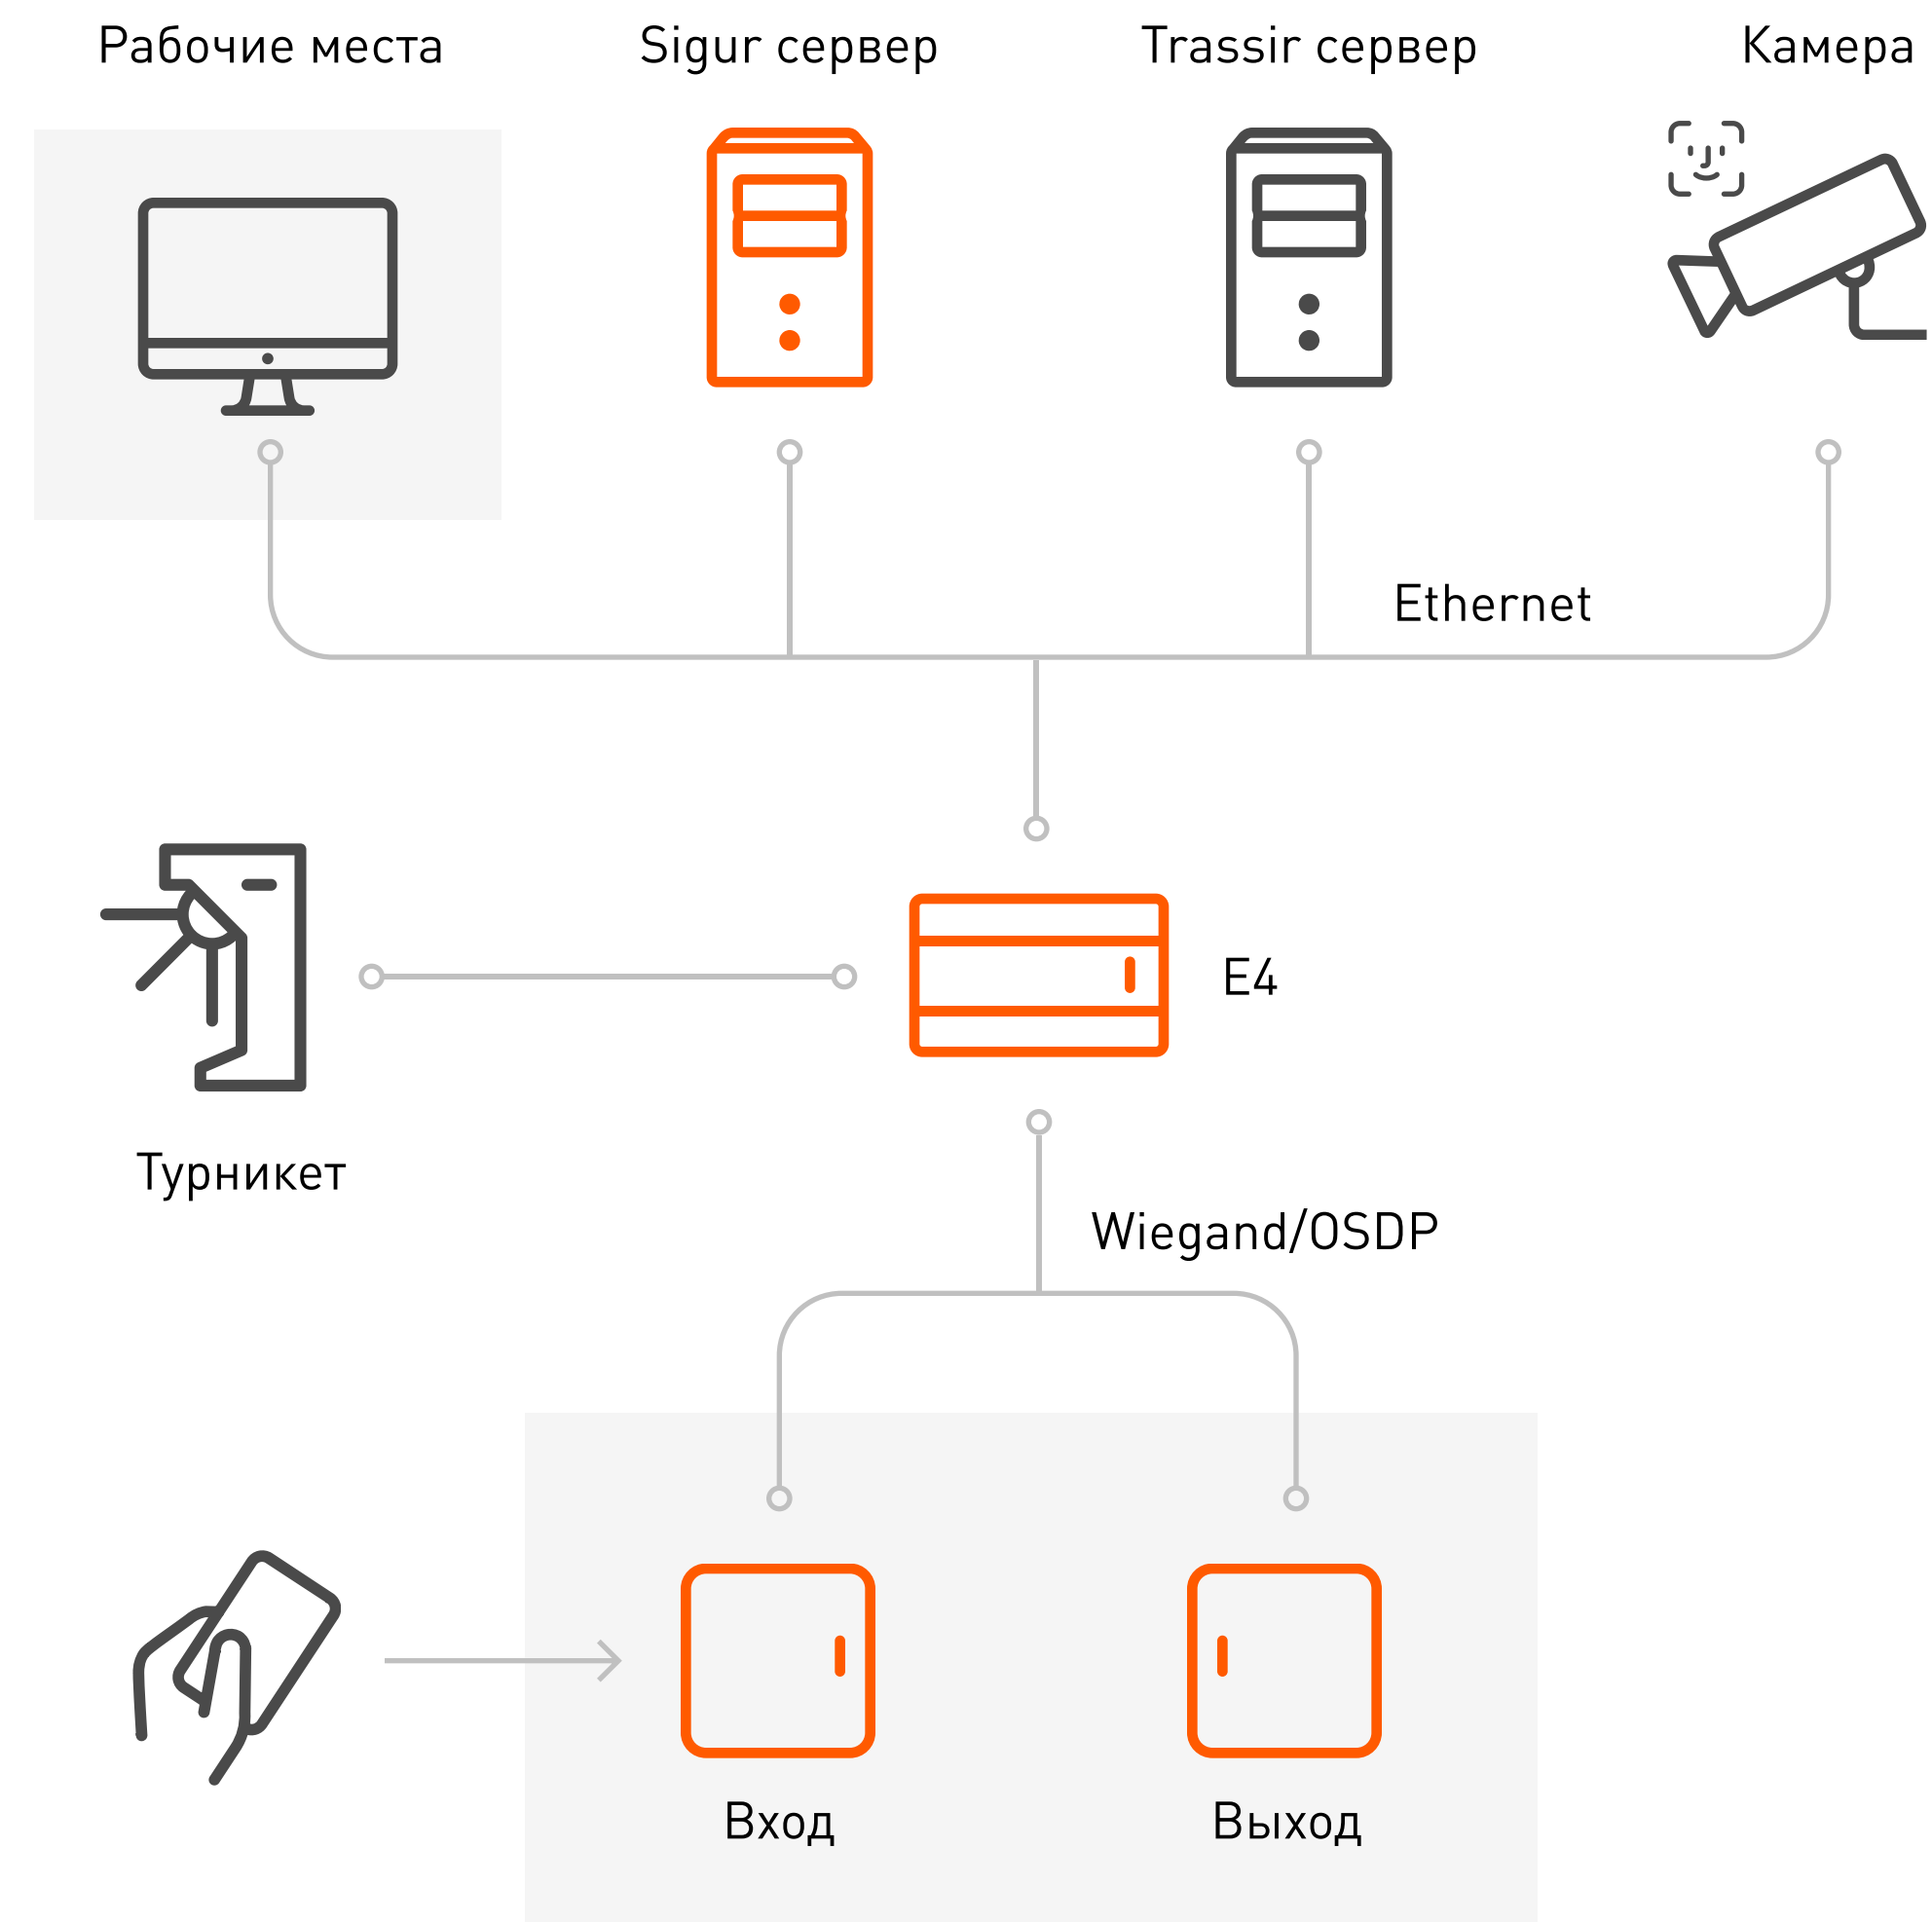 Рабочие места
Sigur сервер
Trassir сервер
Камера
Ethernet
E4
Турникет
Wiegand/OSDP
Вход
Выход